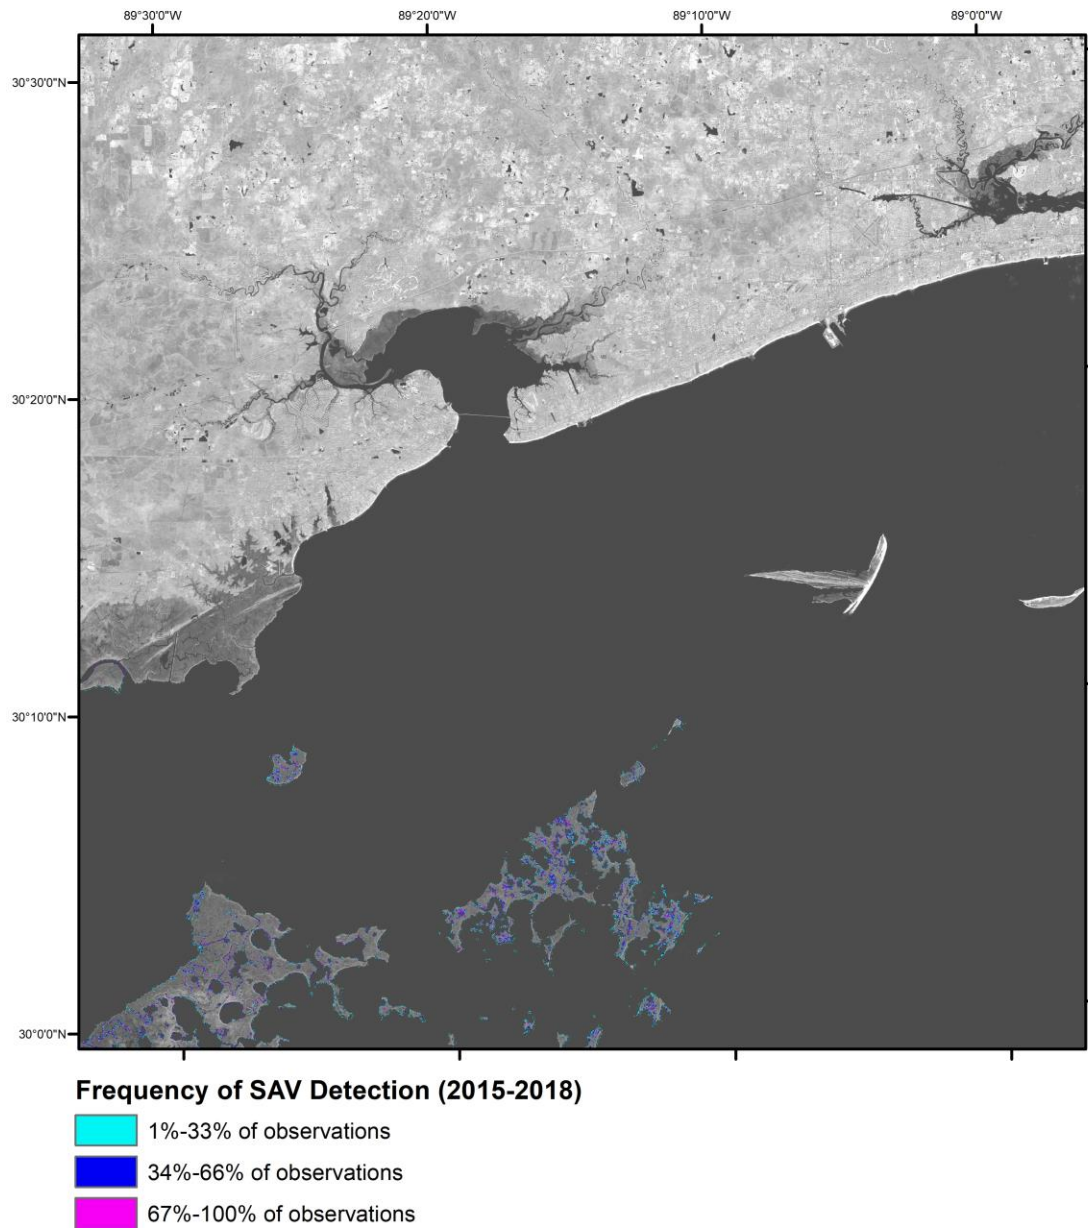 89°30'0"W 89°20'0"W 89°10'0"W 89°0'0"W
30°30'0"N
30°20'0"N
30°10'0"N
30°0'0"N
Frequency of SAV Detection (2015-2018)
1%-33% of observations
34%-66% of observations
67%-100% of observations